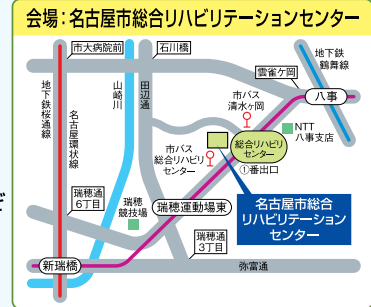 会場：名古屋市総合リハビリテーションセンター
市大病院前
石川橋
地下鉄
鶴舞線
雲雀ケ岡
八事
地下鉄桜通線
名古屋環状線
山崎川
田辺通
市バス
清水ヶ岡
NTT
八事支店
総合リハビリ
センター
市バス
総合リハビリ
センター
①番出口
瑞穂通
6丁目
瑞穂
競技場
瑞穂運動場東
名古屋市総合
リハビリテーション
センター
瑞穂通
3丁目
新瑞橋
弥富通